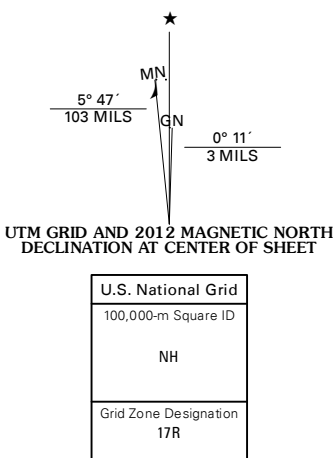 ★
MN
5° 47´
103 MILS
GN
0° 11´
3 MILS
UTM GRID AND 2012 MAGNETIC NORTH
DECLINATION AT CENTER OF SHEET
U.S. National Grid
100,000-m Square ID
NH
Grid Zone Designation
17R